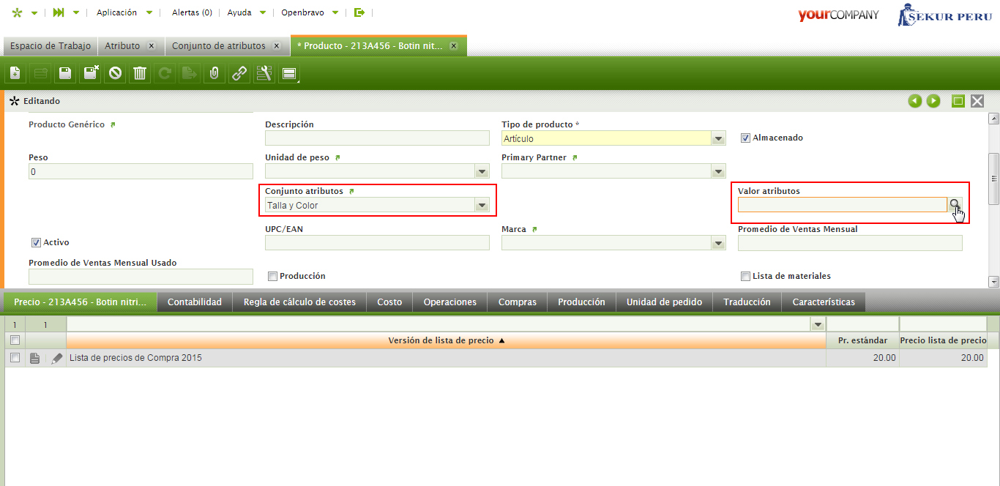 Aplicación Alertas (0) Ayuda Openbravo yourCOMPANY SEKUR PERU
Espacio de Trabajo Atributo Conjunto de atributos * Producto - 213A456 - Botin nit...
Editando
Producto Genérico Descripción Tipo de producto * Almacenado
Artículo
Peso Unidad de peso Primary Partner
0
Conjunto atributos Valor atributos
Talla y Color
Activo UPC/EAN Marca Promedio de Ventas Mensual
Promedio de Ventas Mensual Usado Producción Lista de materiales
Precio - 213A456 - Botin nitri... Contabilidad Regla de cálculo de costes Costo Operaciones Compras Producción Unidad de pedido Traducción Características
1 1
Versión de lista de precio Pr. estándar Precio lista de precio
Lista de precios de Compra 2015 20.00 20.00